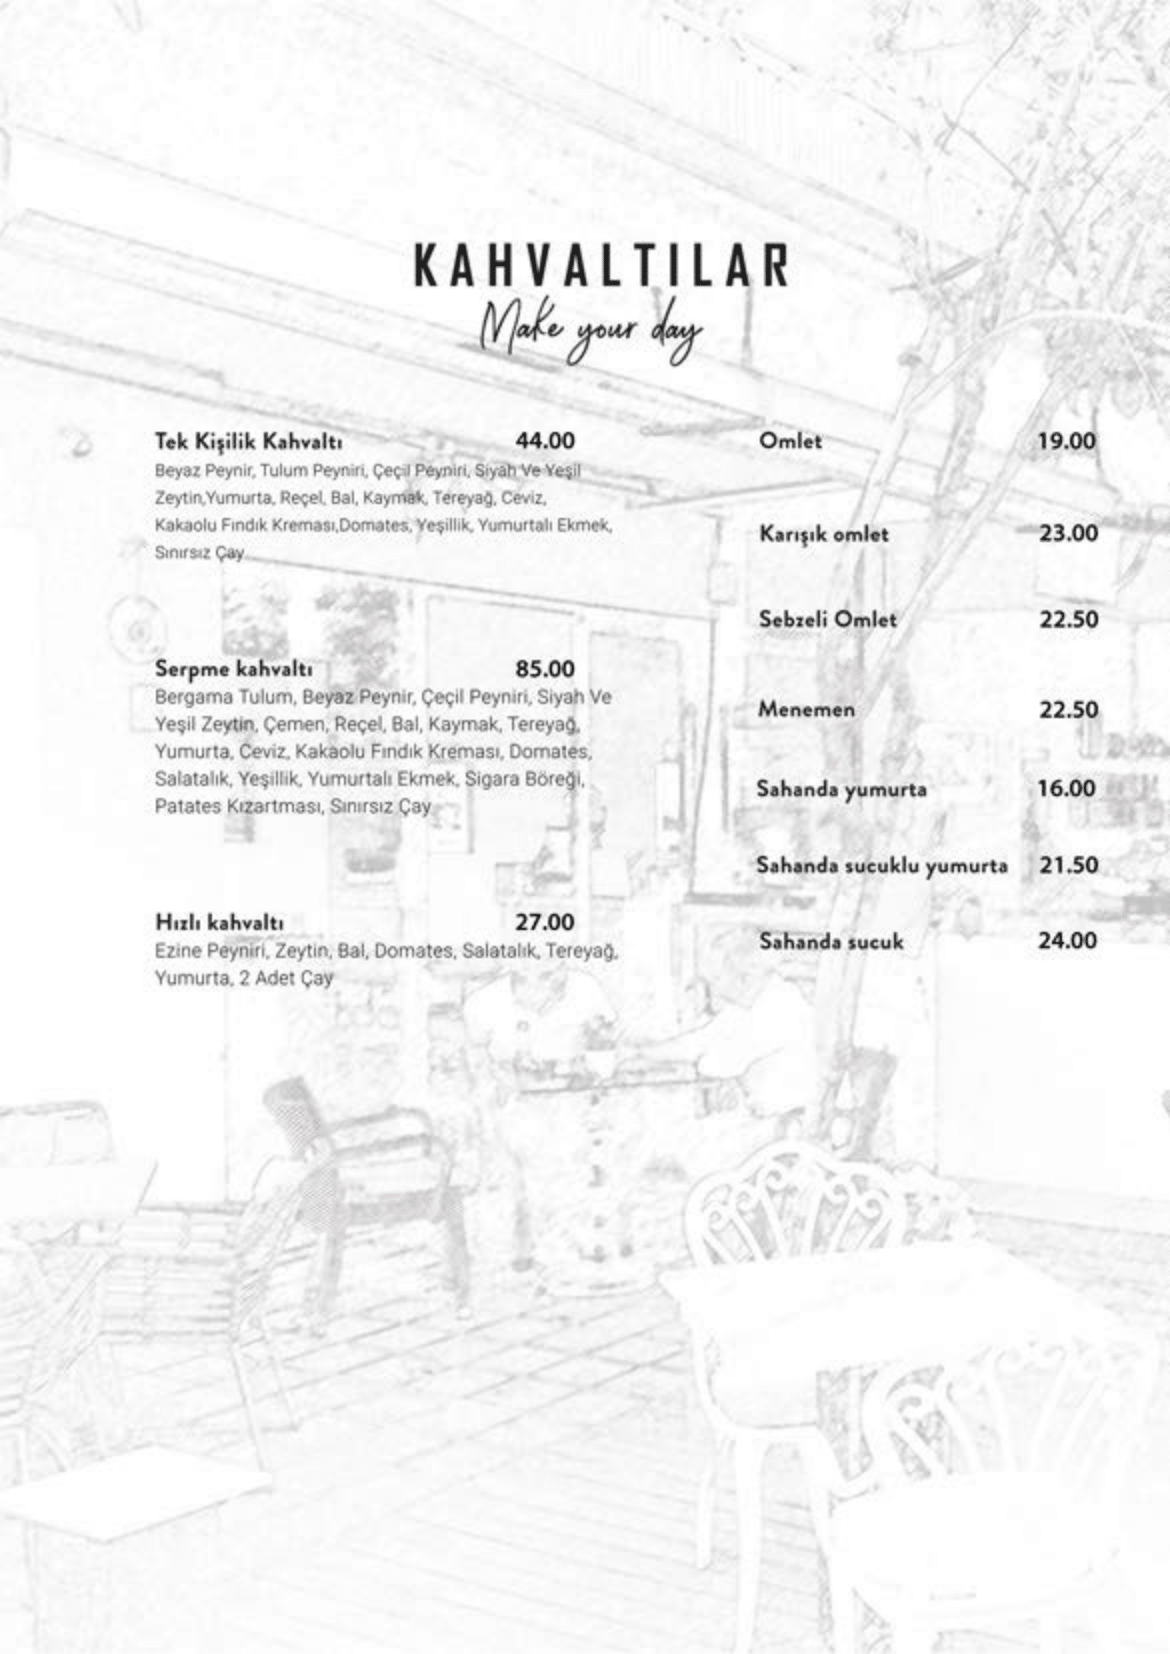 KAHVALTILAR
Make your day
Tek Kişilik Kahvaltı 44.00
Beyaz Peynir, Tulum Peyniri, Çeçil Peyniri, Siyah Ve Yeşil
Zeytin,Yumurta, Reçel, Bal, Kaymak, Tereyağ, Ceviz,
Kakaolu Fındık Kreması,Domates, Yeşillik, Yumurtalı Ekmek,
Sınırsız Çay
Serpme kahvaltı 85.00
Bergama Tulum, Beyaz Peynir, Çeçil Peyniri, Siyah Ve
Yeşil Zeytin, Çemen, Reçel, Bal, Kaymak, Tereyağ,
Yumurta, Ceviz, Kakaolu Fındık Kreması, Domates,
Salatalık, Yeşillik, Yumurtalı Ekmek, Sigara Böreği,
Patates Kızartması, Sınırsız Çay
Hızlı kahvaltı 27.00
Ezine Peyniri, Zeytin, Bal, Domates, Salatalık, Tereyağ,
Yumurta, 2 Adet Çay
Omlet 19.00
Karışık omlet 23.00
Sebzeli Omlet 22.50
Menemen 22.50
Sahanda yumurta 16.00
Sahanda sucuklu yumurta 21.50
Sahanda sucuk 24.00